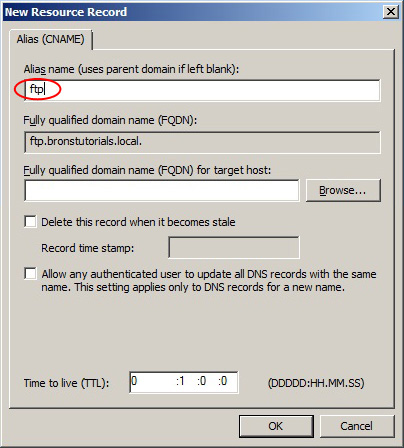 New Resource Record
Alias (CNAME)
Alias name (uses parent domain if left blank):
ftp
Fully qualified domain name (FQDN):
ftp.bronstutorials.local.
Fully qualified domain name (FQDN) for target host:
Browse...
Delete this record when it becomes stale
Record time stamp:
Allow any authenticated user to update all DNS records with the same
name. This setting applies only to DNS records for a new name.
Time to live (TTL): 0 :1 :0 :0 (DDDDD:HH.MM.SS)
OK Cancel